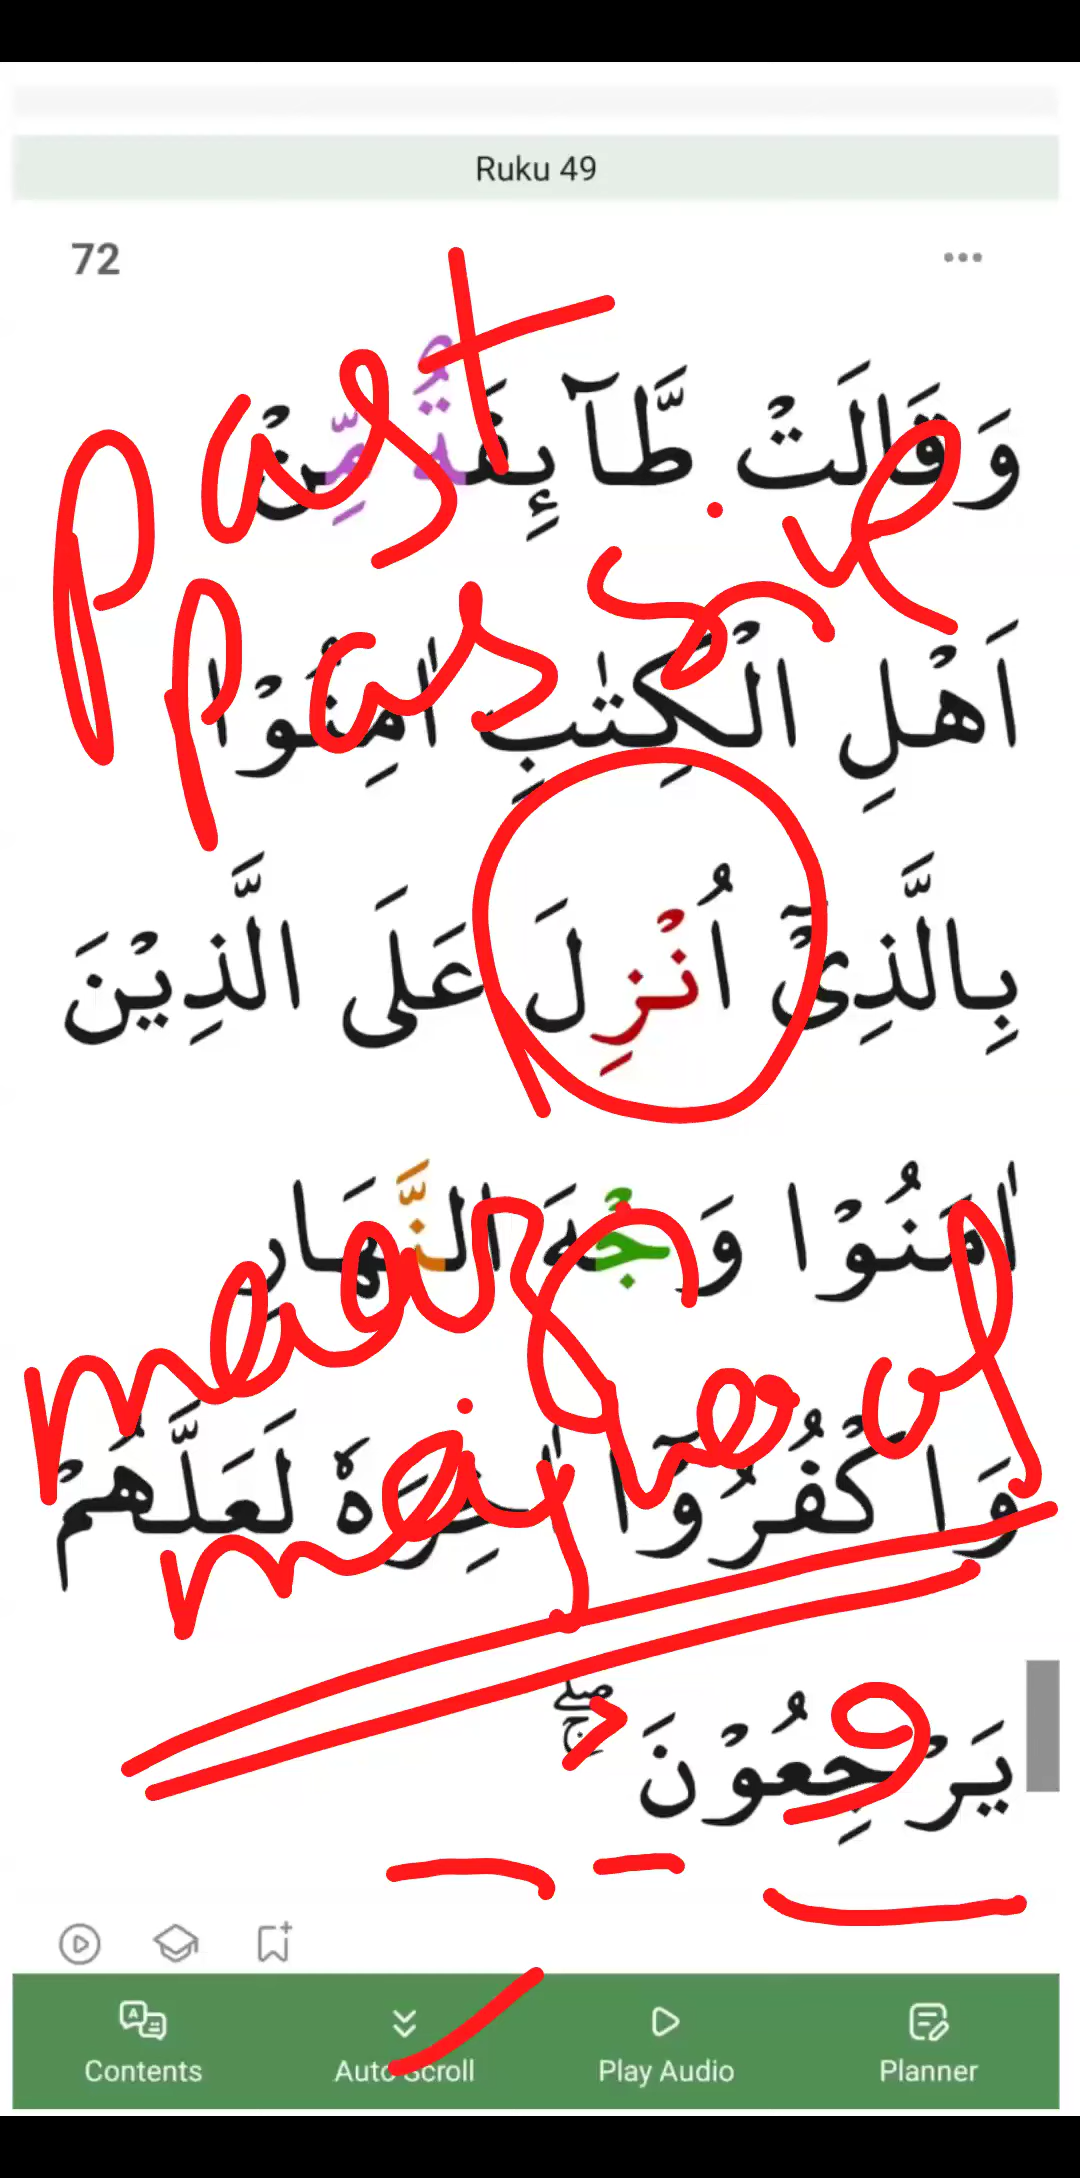 Ruku 49
72
past
وَقَالَتْ طَّآىِٕفَةٌ مِّنْ
passive
اَهْلِ الْكِتٰبِ اٰمِنُوْا
بِالَّذِىْٓ اُنْزِلَ عَلَى الَّذِيْنَ
اٰمَنُوْا وَجْهَ النَّهَارِ
وَاكْفُرُوْٓا اٰخِرَهٗ لَعَلَّهُمْ
majhool
يَرْجِعُوْنَ ۚۖ
Contents
Auto Scroll
Play Audio
Planner